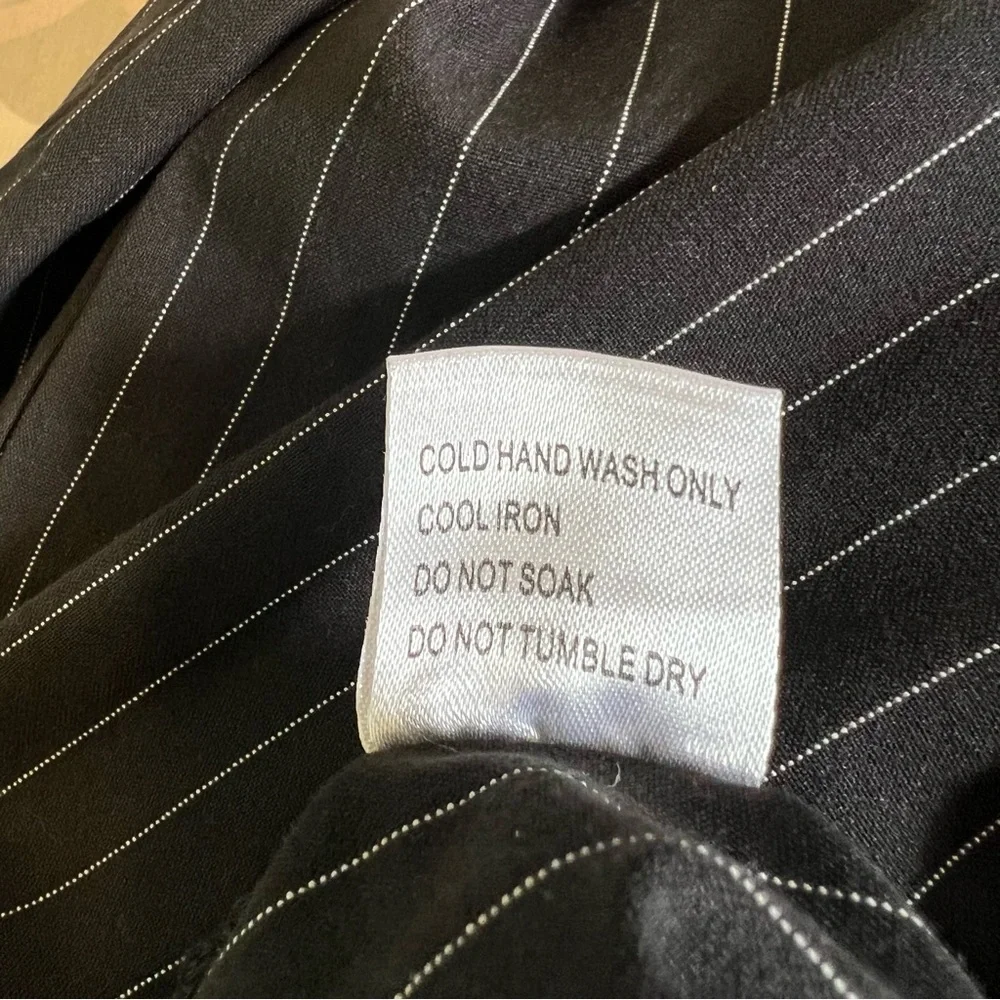 COLD HAND WASH ONLY
COOL IRON
DO NOT SOAK
DO NOT TUMBLE DRY